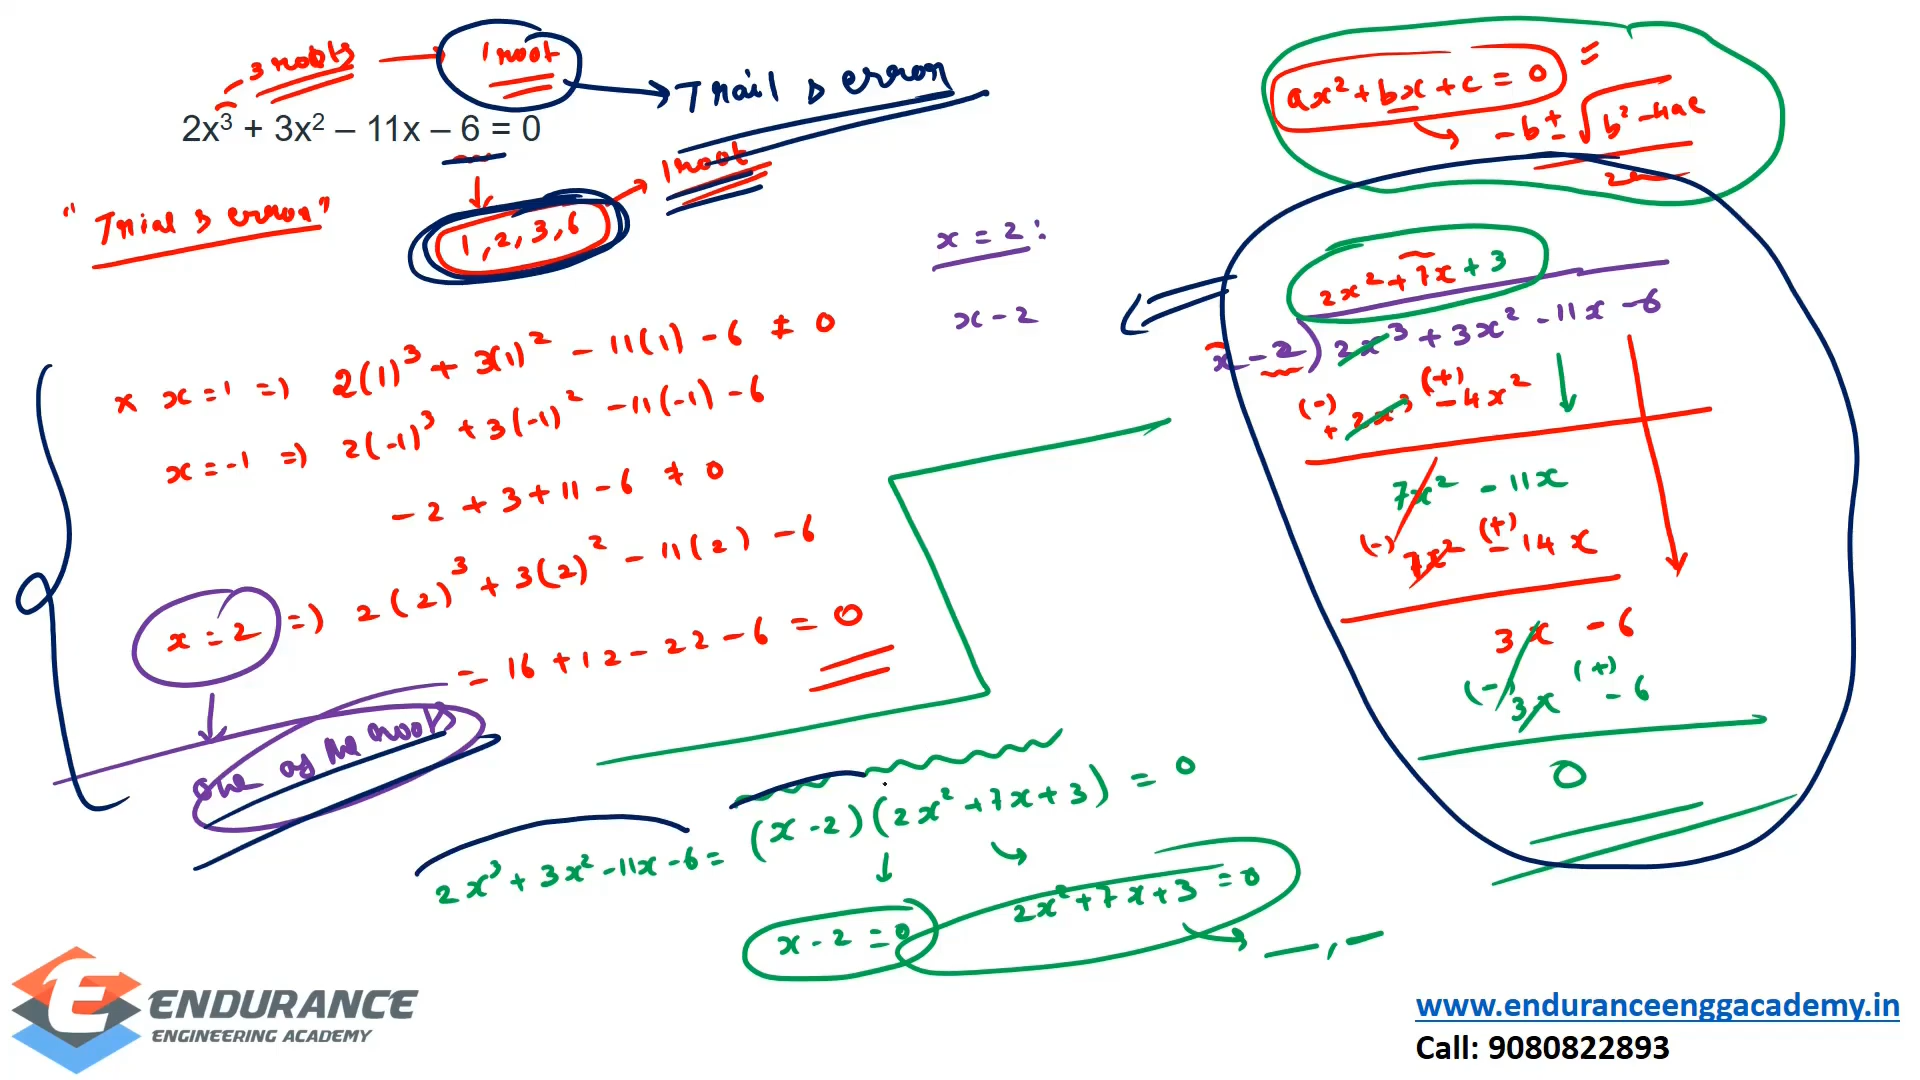 3 roots → 1 root → Trail & error
2x³ + 3x² – 11x – 6 = 0
1 root
"Trial & error"
1, 2, 3, 6
x x = 1 => 2(1)³ + 3(1)² - 11(1) - 6 ≠ 0
x = -1 => 2(-1)³ + 3(-1)² - 11(-1) - 6
- 2 + 3 + 11 - 6 ≠ 0
x = 2 => 2(2)³ + 3(2)² - 11(2) - 6
= 16 + 12 - 22 - 6 = 0
one of the roots
x = 2:
x - 2
ax² + bx + c = 0 =
→ -b ± √b² - 4ac
2a
2x² + 7x + 3
x - 2) 2x³ + 3x² - 11x - 6
(-) (+)
+ 2x³ - 4x²
7x² - 11x
(-) (+)
7x² - 14x
3x - 6
(-) (+)
3x - 6
0
2x³ + 3x² - 11x - 6 = (x - 2)(2x² + 7x + 3) = 0
x - 2 = 0
2x² + 7x + 3 = 0
→ —, —
E ENDURANCE
ENGINEERING ACADEMY
www.enduranceenggacademy.in
Call: 9080822893